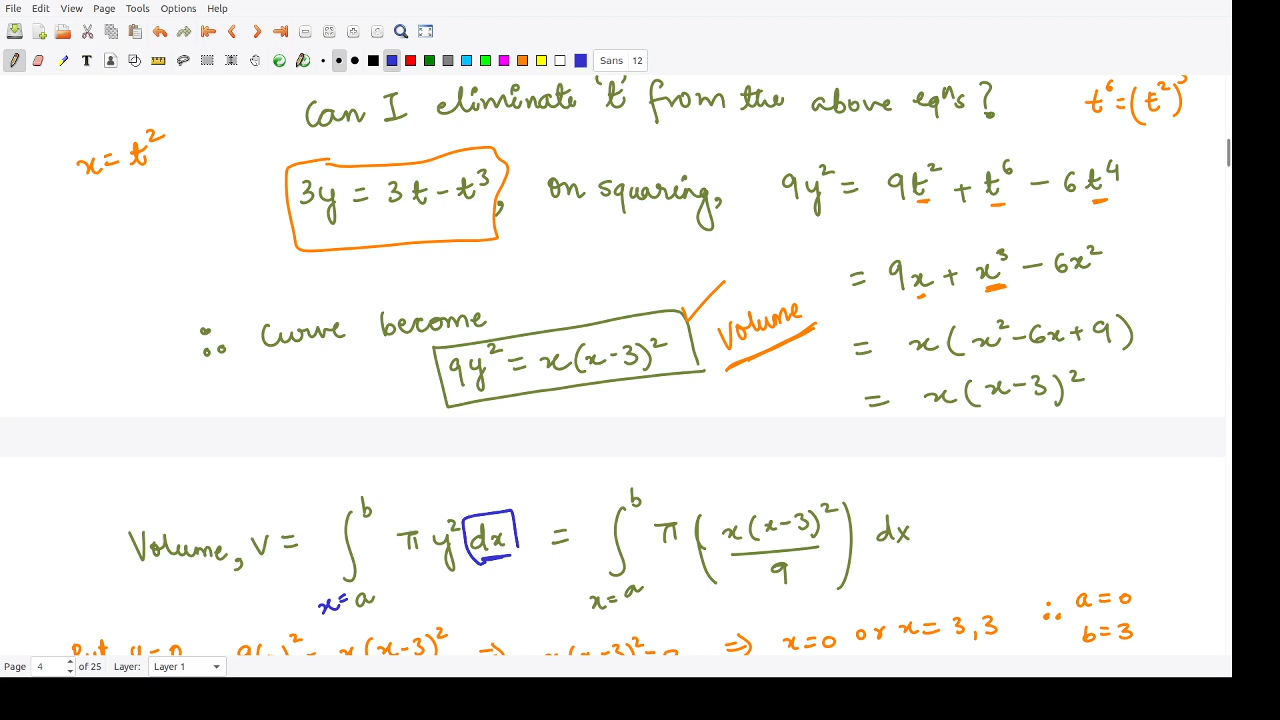 File Edit View Page Tools Options Help
Sans 12
Can I eliminate 't' from the above eqns ?
t⁶ = (t²)³
x = t²
3y = 3t - t³, on squaring, 9y² = 9t² + t⁶ - 6t⁴
= 9x + x³ - 6x²
∴ curve become
9y² = x(x-3)²
Volume
= x(x²-6x+9)
= x(x-3)²
Volume, V = ∫ₓ₌ₐᵇ π y² dx = ∫ₓ₌ₐᵇ π (x(x-3)²/9) dx
Put y = 0 ⇒ x = 0 or x = 3, 3
∴ a = 0
b = 3
Page 4 of 25 Layer: Layer 1